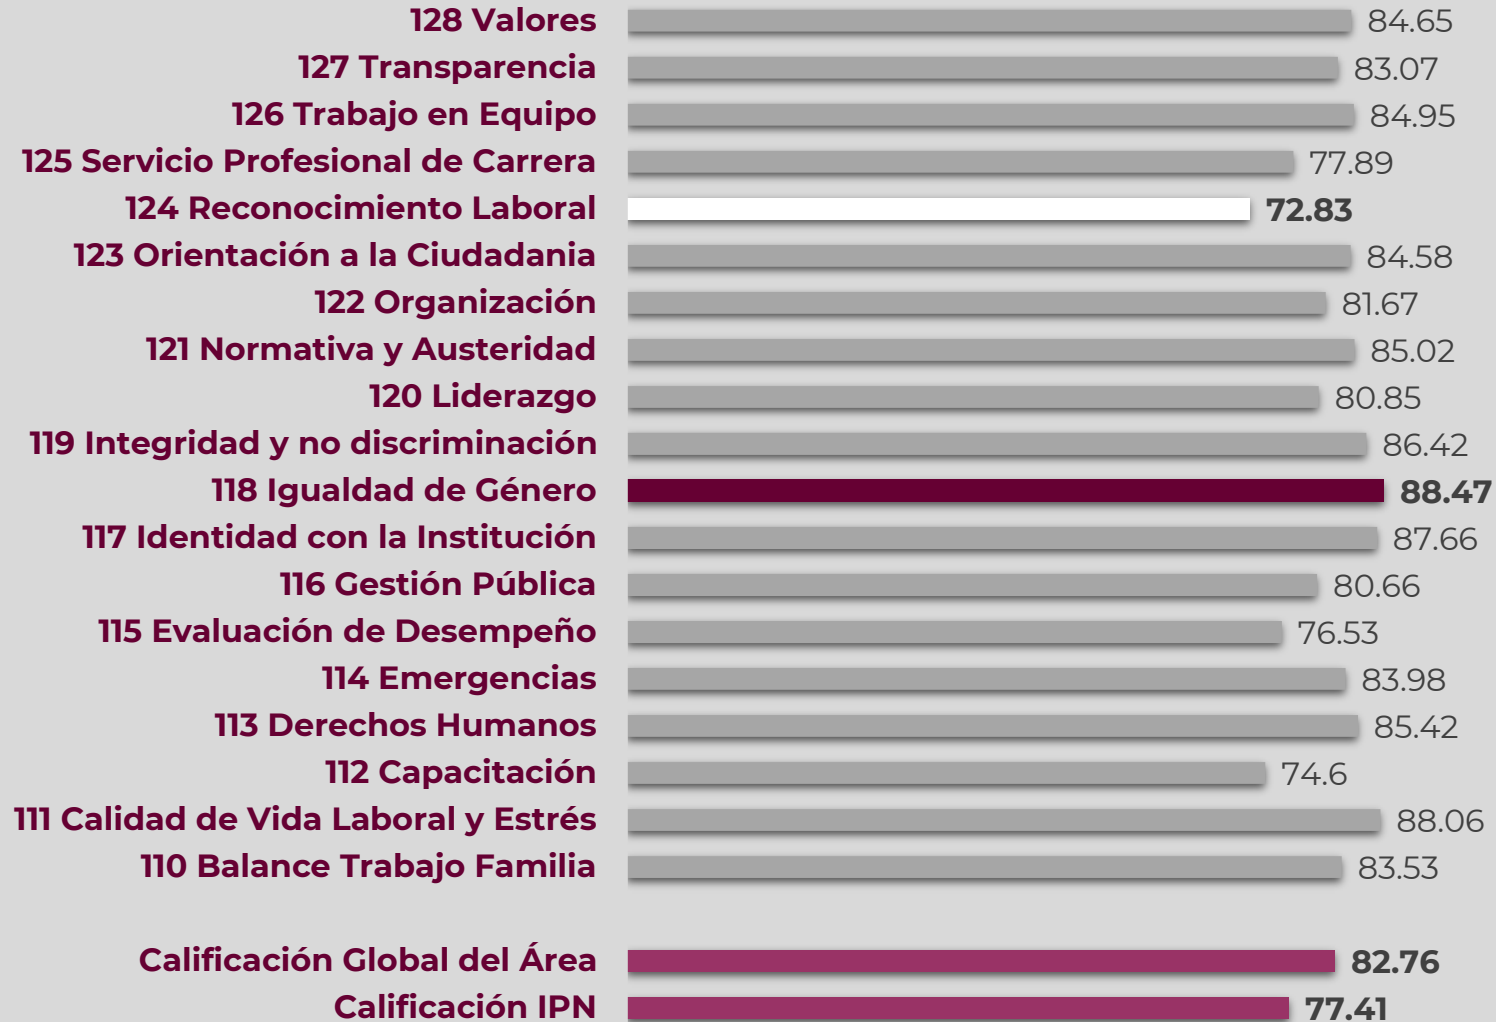 128 Valores 84.65
127 Transparencia 83.07
126 Trabajo en Equipo 84.95
125 Servicio Profesional de Carrera 77.89
124 Reconocimiento Laboral 72.83
123 Orientación a la Ciudadania 84.58
122 Organización 81.67
121 Normativa y Austeridad 85.02
120 Liderazgo 80.85
119 Integridad y no discriminación 86.42
118 Igualdad de Género 88.47
117 Identidad con la Institución 87.66
116 Gestión Pública 80.66
115 Evaluación de Desempeño 76.53
114 Emergencias 83.98
113 Derechos Humanos 85.42
112 Capacitación 74.6
111 Calidad de Vida Laboral y Estrés 88.06
110 Balance Trabajo Familia 83.53
Calificación Global del Área 82.76
Calificación IPN 77.41